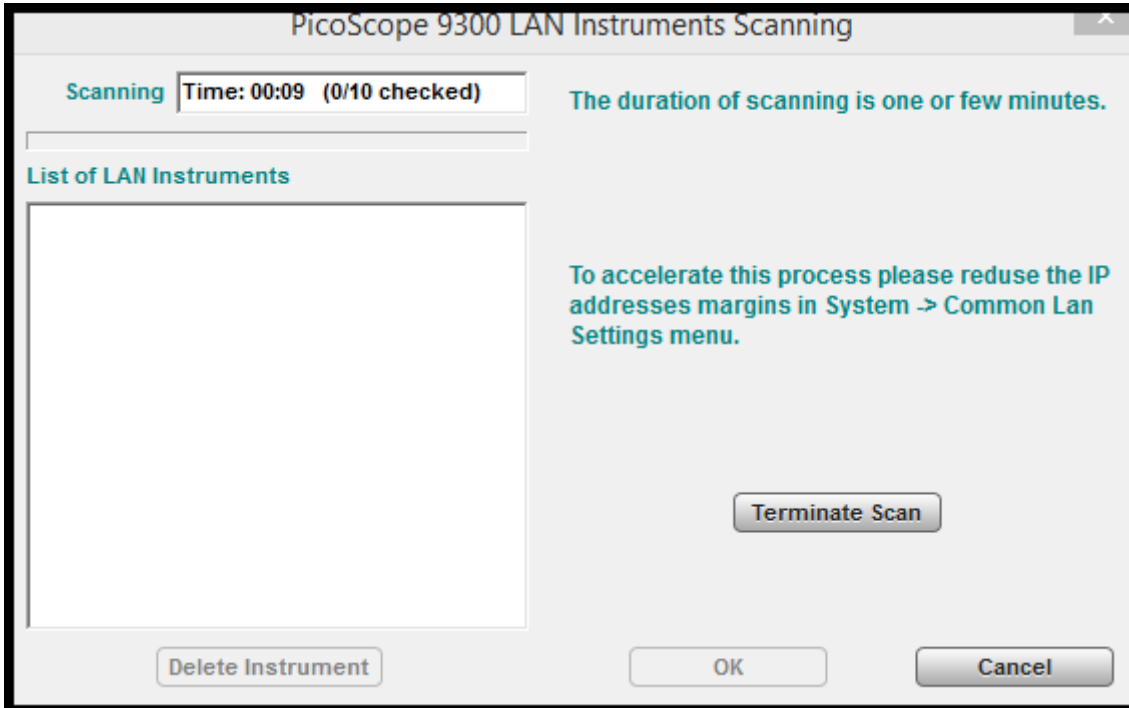 PicoScope 9300 LAN Instruments Scanning
Scanning
Time: 00:09 (0/10 checked)
The duration of scanning is one or few minutes.
List of LAN Instruments
To accelerate this process please reduse the IP
addresses margins in System -> Common Lan
Settings menu.
Terminate Scan
Delete Instrument
OK
Cancel